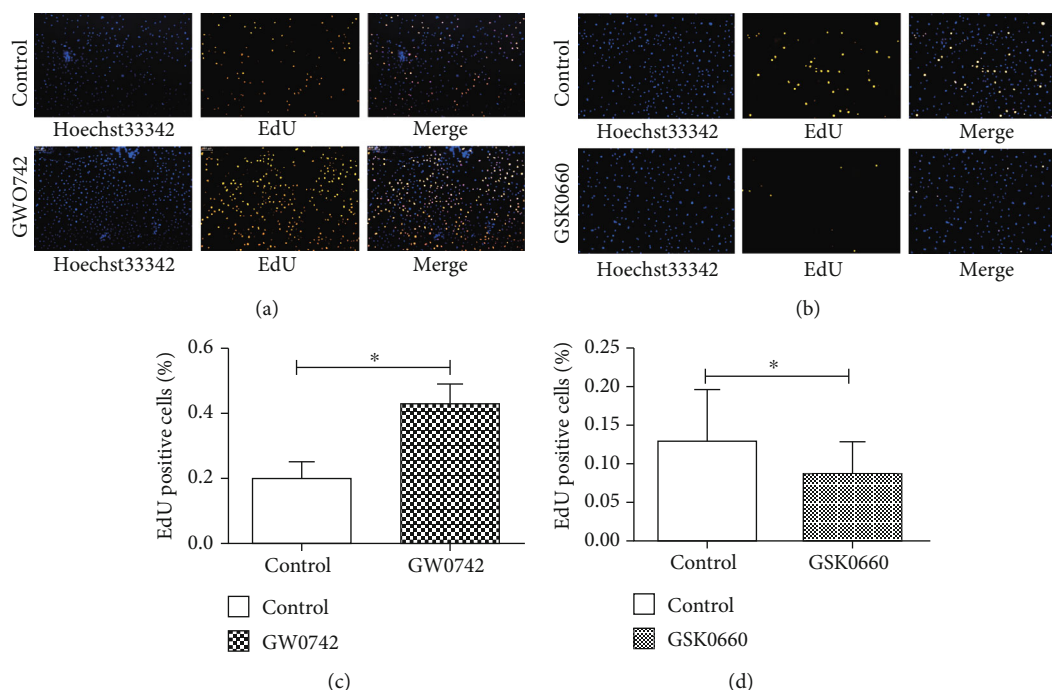 Control
Hoechst33342 EdU Merge
GWO742
Hoechst33342 EdU Merge
(a)
Control
Hoechst33342 EdU Merge
GSK0660
Hoechst33342 EdU Merge
(b)
EdU positive cells (%)
0.6
0.4
0.2
0.0
*
Control GW0742
Control
GW0742
(c)
EdU positive cells (%)
0.25
0.20
0.15
0.10
0.05
0.00
*
Control GSK0660
Control
GSK0660
(d)